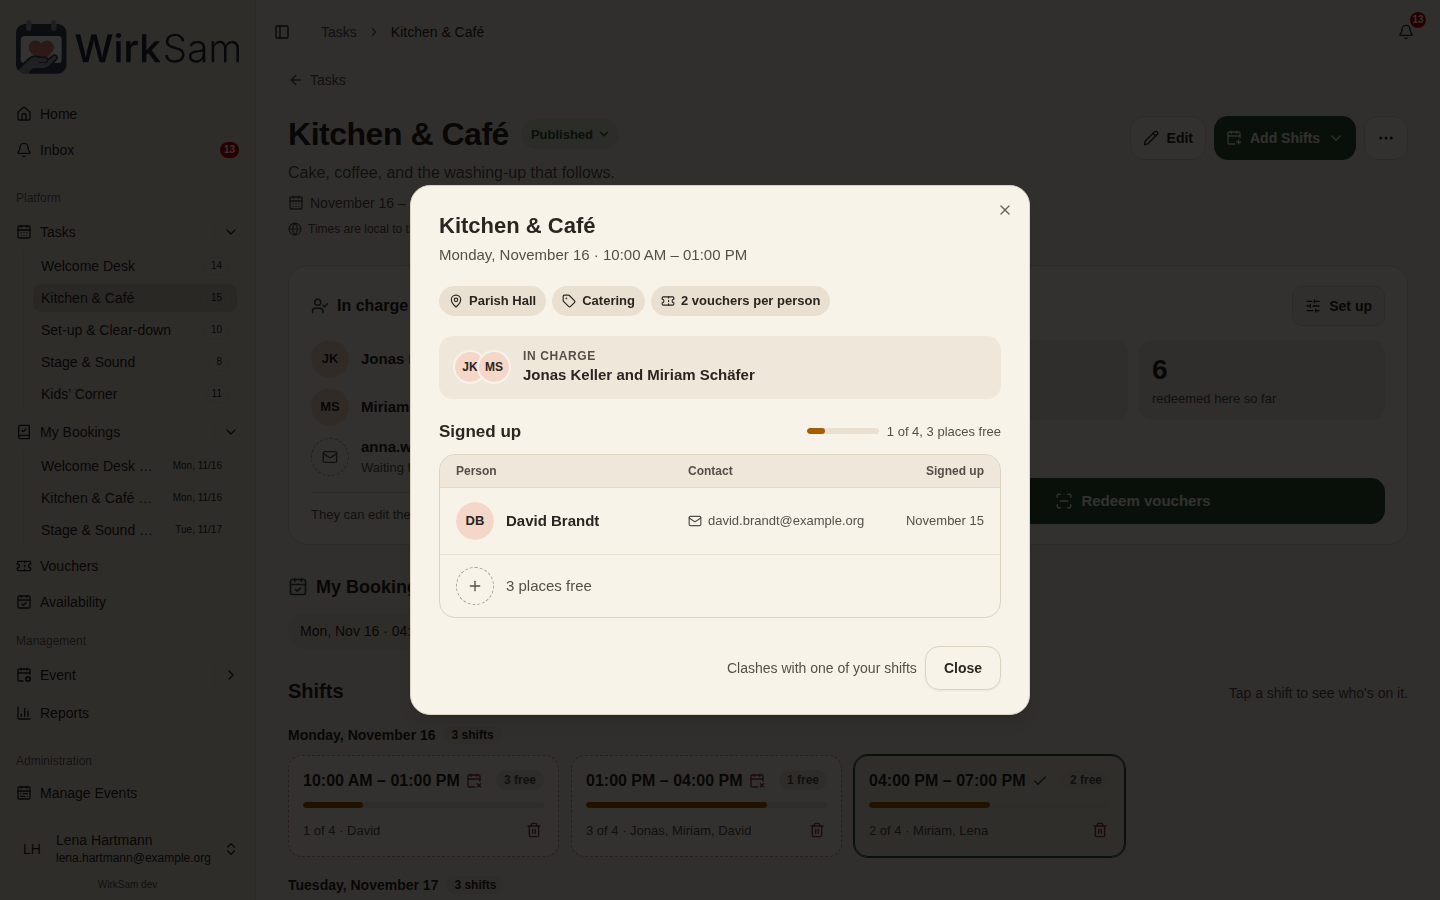 WirkSam
Tasks
Kitchen & Café
13
Tasks
Home
Inbox
13
Kitchen & Café
Published
Edit
Add Shifts
Cake, coffee, and the washing-up that follows.
Platform
November 16 –
Times are local to t
Tasks
Welcome Desk 14
Kitchen & Café 15
Set-up & Clear-down 10
Stage & Sound 8
Kids' Corner 11
My Bookings
Welcome Desk … Mon, 11/16
Kitchen & Café … Mon, 11/16
Stage & Sound … Tue, 11/17
Vouchers
Availability
Management
Event
Reports
Administration
Manage Events
LH
Lena Hartmann
lena.hartmann@example.org
WirkSam dev
In charge
JK Jonas
MS Miriam
anna.w
Waiting
They can edit the
Set up
6
redeemed here so far
Redeem vouchers
Kitchen & Café
Monday, November 16 · 10:00 AM – 01:00 PM
Parish Hall
Catering
2 vouchers per person
JK MS
IN CHARGE
Jonas Keller and Miriam Schäfer
Signed up
1 of 4, 3 places free
Person Contact Signed up
DB David Brandt david.brandt@example.org November 15
3 places free
Clashes with one of your shifts
Close
My Booking
Mon, Nov 16 · 04:
Shifts
Tap a shift to see who's on it.
Monday, November 16 3 shifts
10:00 AM – 01:00 PM 3 free
1 of 4 · David
01:00 PM – 04:00 PM 1 free
3 of 4 · Jonas, Miriam, David
04:00 PM – 07:00 PM 2 free
2 of 4 · Miriam, Lena
Tuesday, November 17 3 shifts